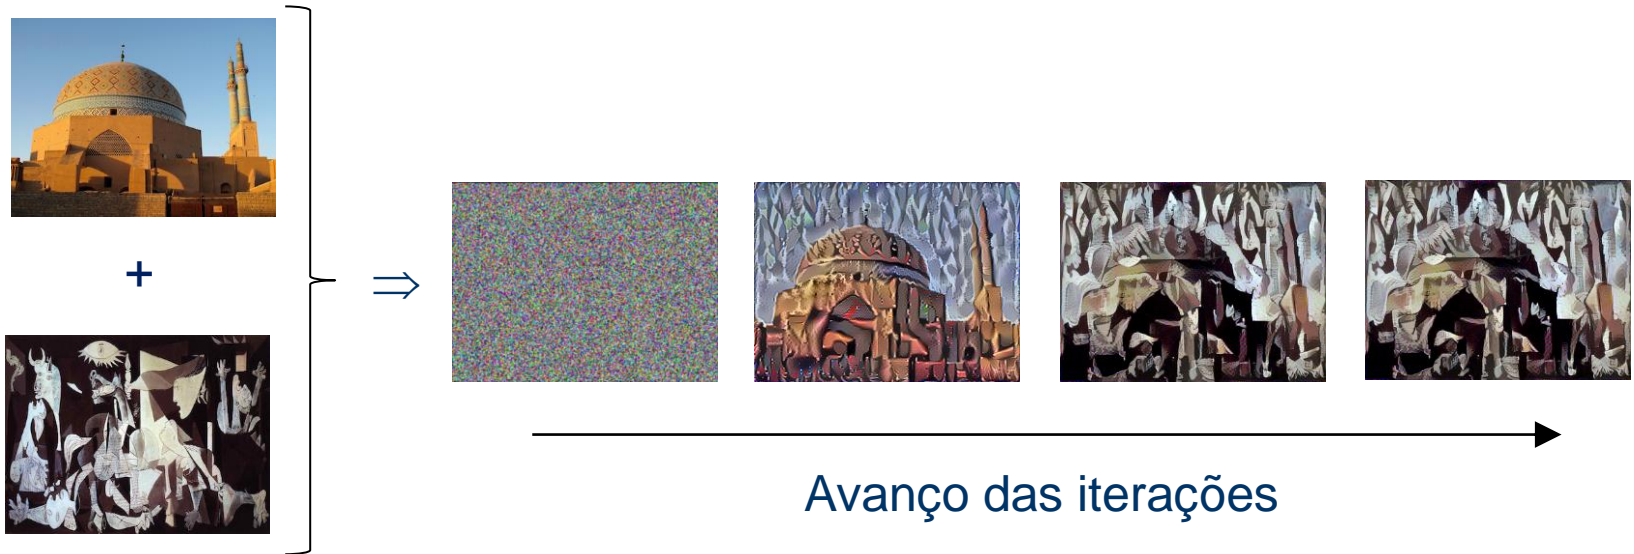 +
⇒
Avanço das iterações